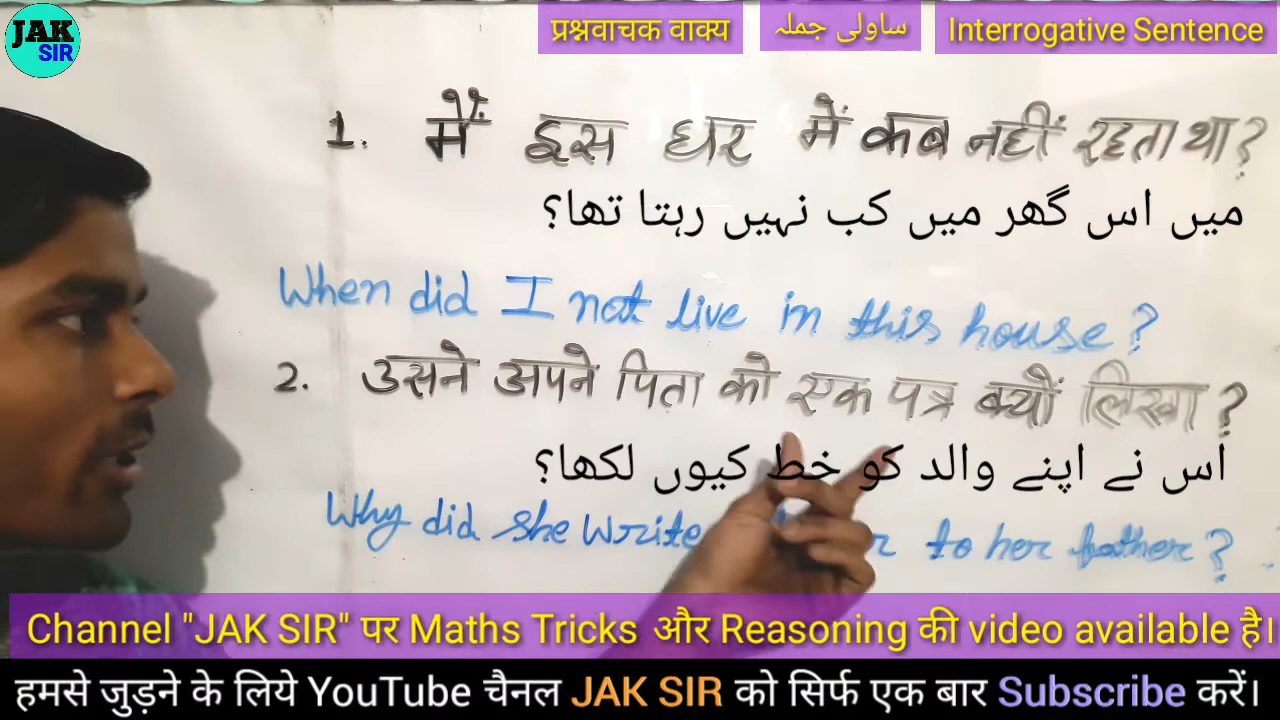 JAK
SIR
प्रश्नवाचक वाक्य
ساولی جملہ
Interrogative Sentence
1. मैं इस घर में कब नहीं रहता था?
میں اس گھر میں کب نہیں رہتا تھا؟
When did I not live in this house?
2. उसने अपने पिता को एक पत्र क्यों लिखा?
اس نے اپنے والد کو خط کیوں لکھا؟
Why did she write to her father?
Channel "JAK SIR" पर Maths Tricks और Reasoning की video available है।
हमसे जुड़ने के लिये YouTube चैनल JAK SIR को सिर्फ एक बार Subscribe करें।